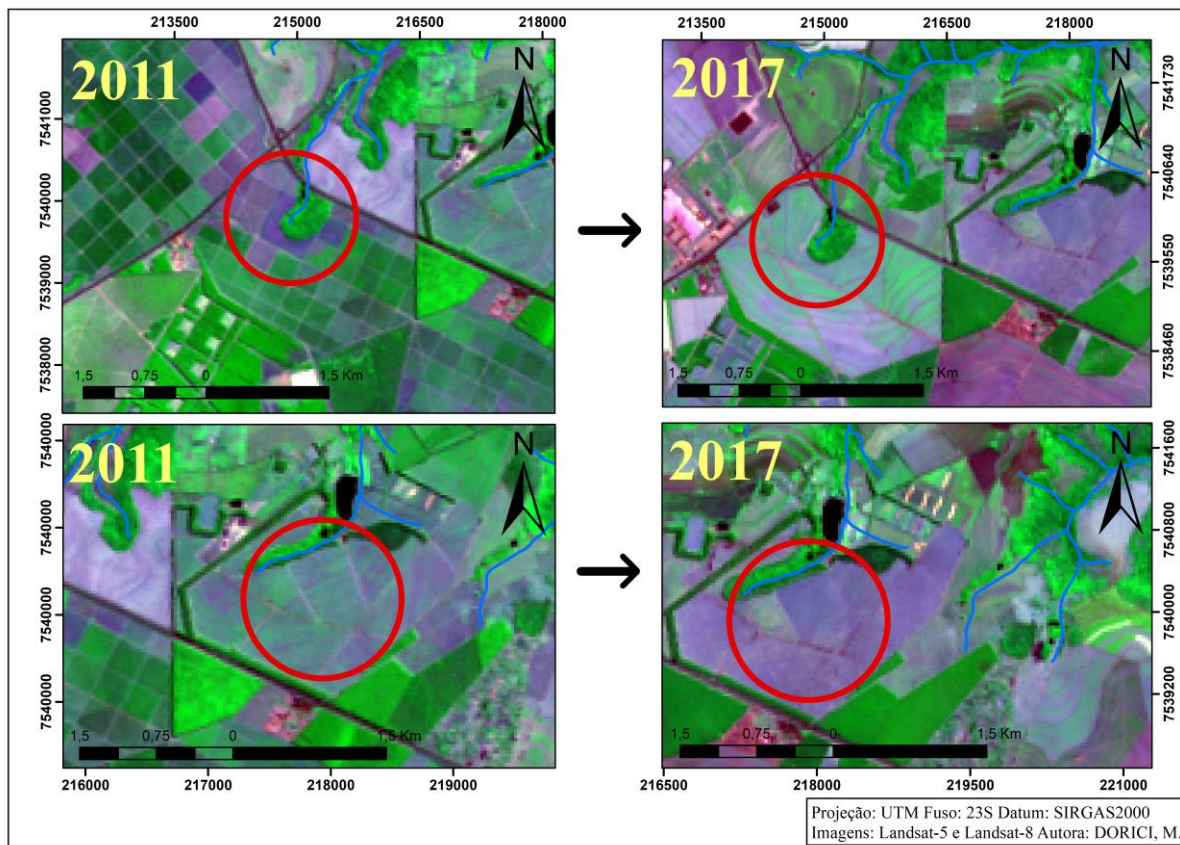 213500 215000 216500 218000
213500 215000 216500 218000
2011
N
7541000
7540000
7539000
7538000
1,5 0,75 0 1,5 Km
2017
N
7541730
7540640
7539550
7538460
1,5 0,75 0 1,5 Km
2011
N
7540000
7540000
7540000
7540000
1,5 0,75 0 1,5 Km
216000 217000 218000 219000
2017
N
7541600
7540800
7540000
7539200
1,5 0,75 0 1,5 Km
216500 218000 219500 221000
Projeção: UTM Fuso: 23S Datum: SIRGAS2000
Imagens: Landsat-5 e Landsat-8 Autora: DORICI, M.